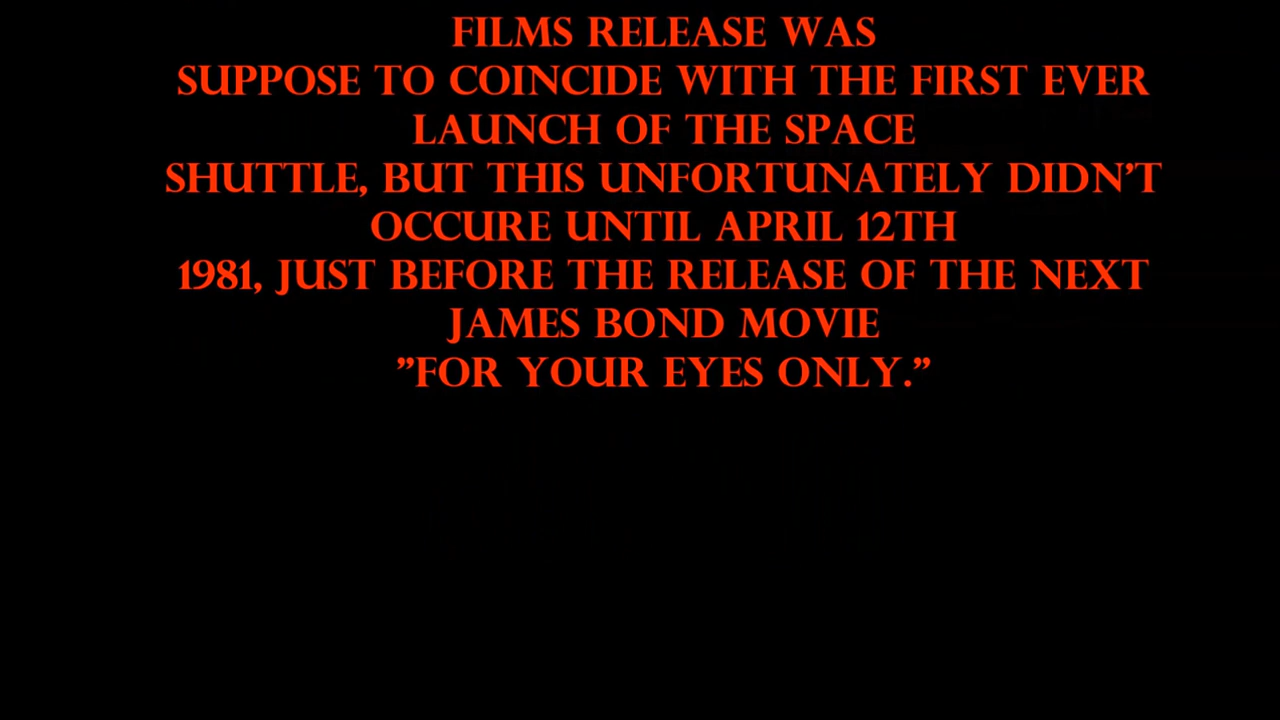 FILMS RELEASE WAS
SUPPOSE TO COINCIDE WITH THE FIRST EVER
LAUNCH OF THE SPACE
SHUTTLE, BUT THIS UNFORTUNATELY DIDN'T
OCCURE UNTIL APRIL 12TH
1981, JUST BEFORE THE RELEASE OF THE NEXT
JAMES BOND MOVIE
”FOR YOUR EYES ONLY.”